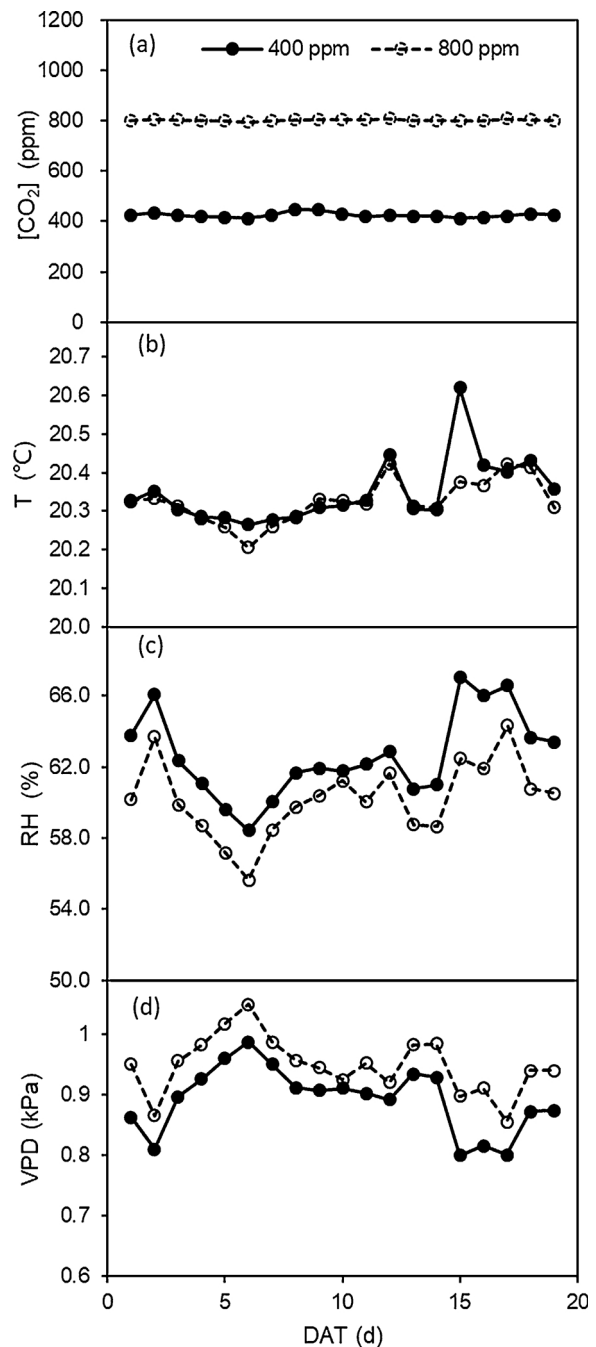 (a)
400 ppm
800 ppm
1200
1000
800
600
400
200
0
[CO₂] (ppm)
(b)
20.7
20.6
20.5
20.4
20.3
20.2
20.1
20.0
T (°C)
(c)
66.0
62.0
58.0
54.0
50.0
RH (%)
(d)
1
0.9
0.8
0.7
0.6
VPD (kPa)
0 5 10 15 20
DAT (d)